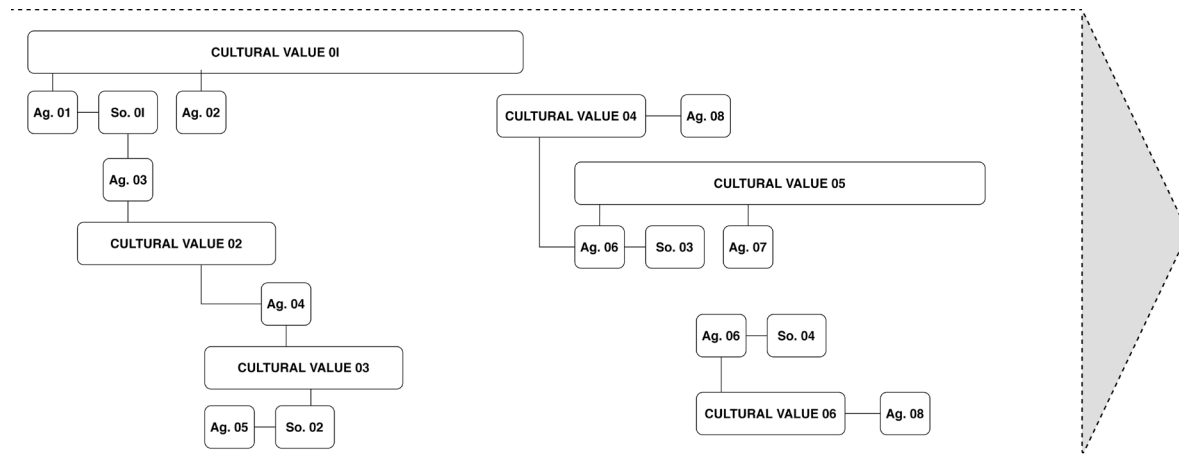 CULTURAL VALUE 0I
Ag. 01
So. 0I
Ag. 02
CULTURAL VALUE 04
Ag. 08
Ag. 03
CULTURAL VALUE 05
CULTURAL VALUE 02
Ag. 06
So. 03
Ag. 07
Ag. 04
Ag. 06
So. 04
CULTURAL VALUE 03
CULTURAL VALUE 06
Ag. 08
Ag. 05
So. 02